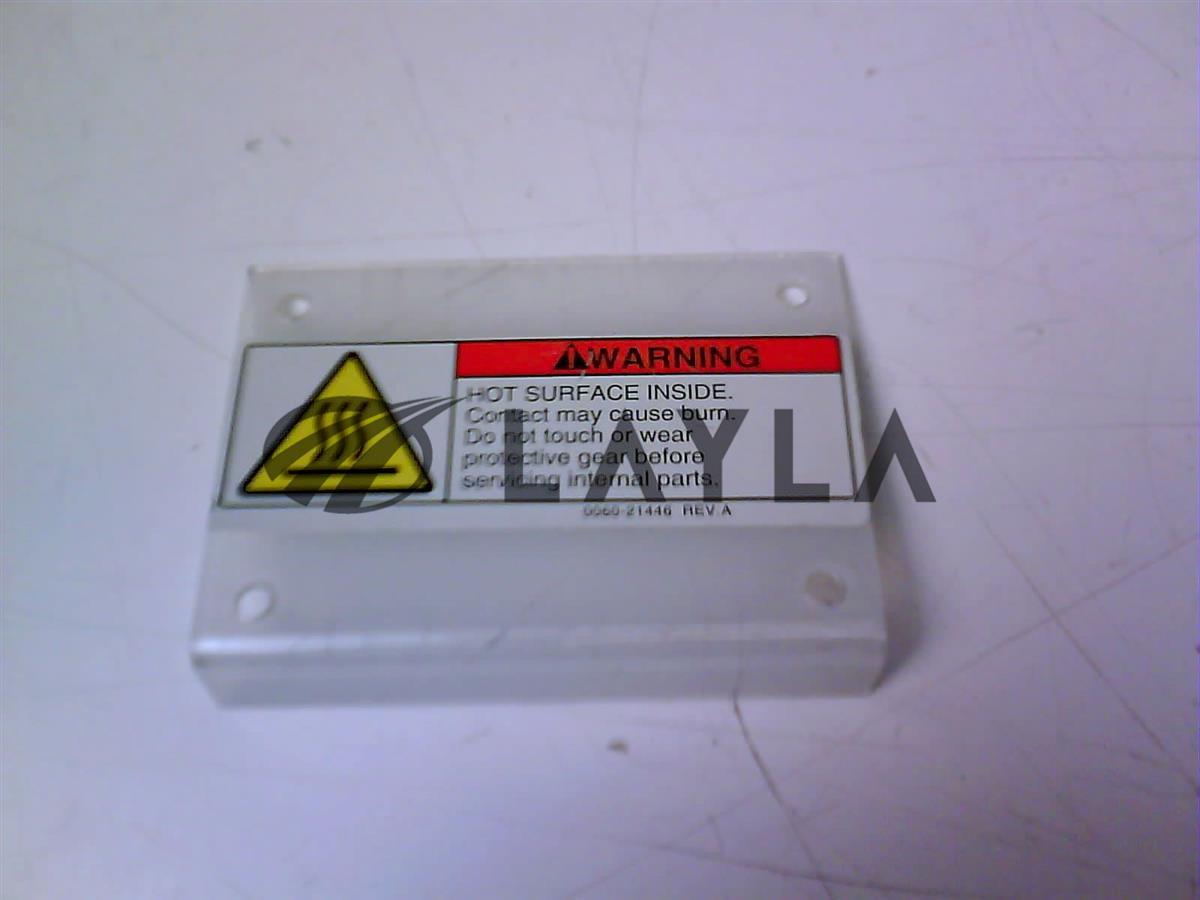 WARNING
HOT SURFACE INSIDE.
Contact may cause burn.
Do not touch or wear
protective gear before
servicing internal parts.
0060-21446 REV.A
LAYLA